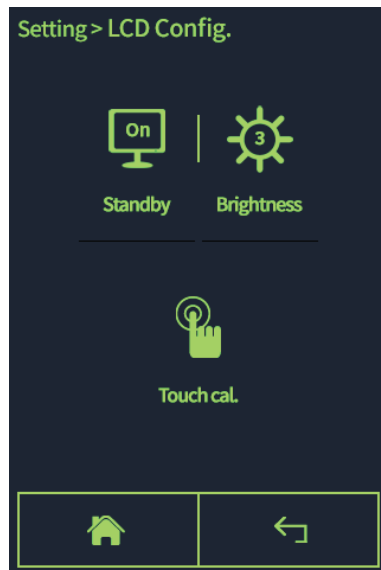 Setting > LCD Config.
On
3
Standby
Brightness
Touch cal.